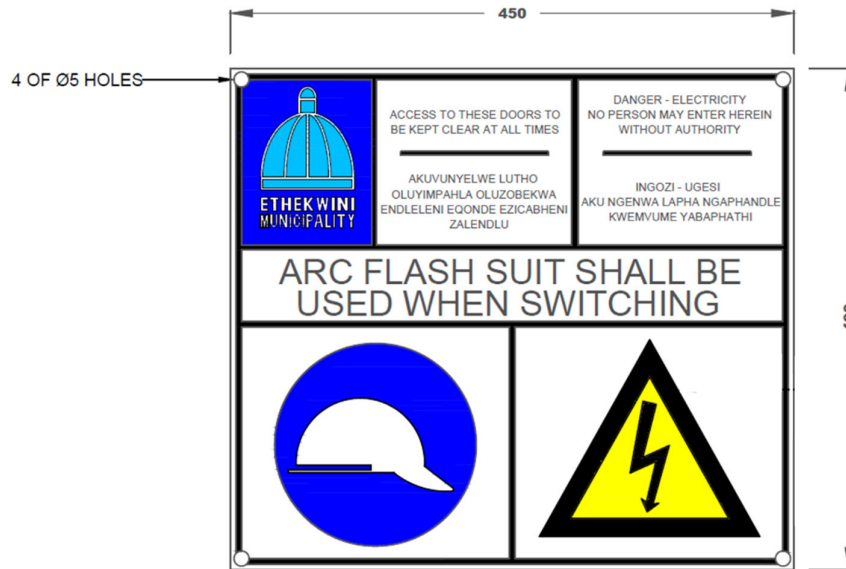 450
4 OF Ø5 HOLES
ETHEKWINI
MUNICIPALITY
ACCESS TO THESE DOORS TO
BE KEPT CLEAR AT ALL TIMES
AKUVUNYELWE LUTHO
OLUYIMPAHLA OLUZOBEKWA
ENDLELENI EQONDE EZICABHENI
ZALENDLU
DANGER - ELECTRICITY
NO PERSON MAY ENTER HEREIN
WITHOUT AUTHORITY
INGOZI - UGESI
AKU NGENWA LAPHA NGAPHANDLE
KWEMVUME YABAPHATHI
ARC FLASH SUIT SHALL BE
USED WHEN SWITCHING